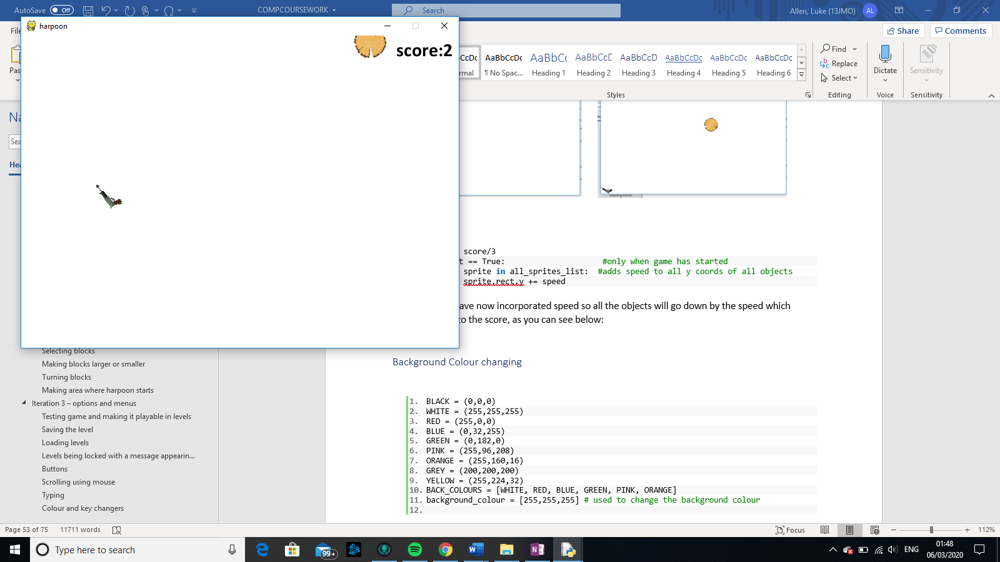 AutoSave Off
COMPCOURSEWORK
Search
Allen, Luke (13JMO) AL
harpoon
score:2
File
Share
Comments
Find
Replace
Select
Editing
AaBbCcDc
¶ No Spac...
AaBbCc
Heading 1
AaBbCcE
Heading 2
AaBbCcD
Heading 3
AaBbCcDc
Heading 4
AaBbCcDc
Heading 5
AaBbCcDc
Heading 6
Styles
Dictate
Voice
Sensitivity
Sensitivity
Selecting blocks
score/3
t == True: #only when game has started
sprite in all_sprites_list: #adds speed to all y coords of all objects
sprite.rect.y += speed
ave now incorporated speed so all the objects will go down by the speed which
to the score, as you can see below:
Background Colour changing
1. BLACK = (0,0,0)
2. WHITE = (255,255,255)
3. RED = (255,0,0)
4. BLUE = (0,32,255)
5. GREEN = (0,182,0)
6. PINK = (255,96,208)
7. ORANGE = (255,160,16)
8. GREY = (200,200,200)
9. YELLOW = (255,224,32)
10. BACK_COLOURS = [WHITE, RED, BLUE, GREEN, PINK, ORANGE]
11. background_colour = [255,255,255] # used to change the background colour
12.
Selecting blocks
Making blocks larger or smaller
Turning blocks
Making area where harpoon starts
Iteration 3 – options and menus
Testing game and making it playable in levels
Saving the level
Loading levels
Levels being locked with a message appearin...
Buttons
Scrolling using mouse
Typing
Colour and key changers
Page 53 of 75
11711 words
Focus
112%
Type here to search
99+
ENG
01:48
06/03/2020